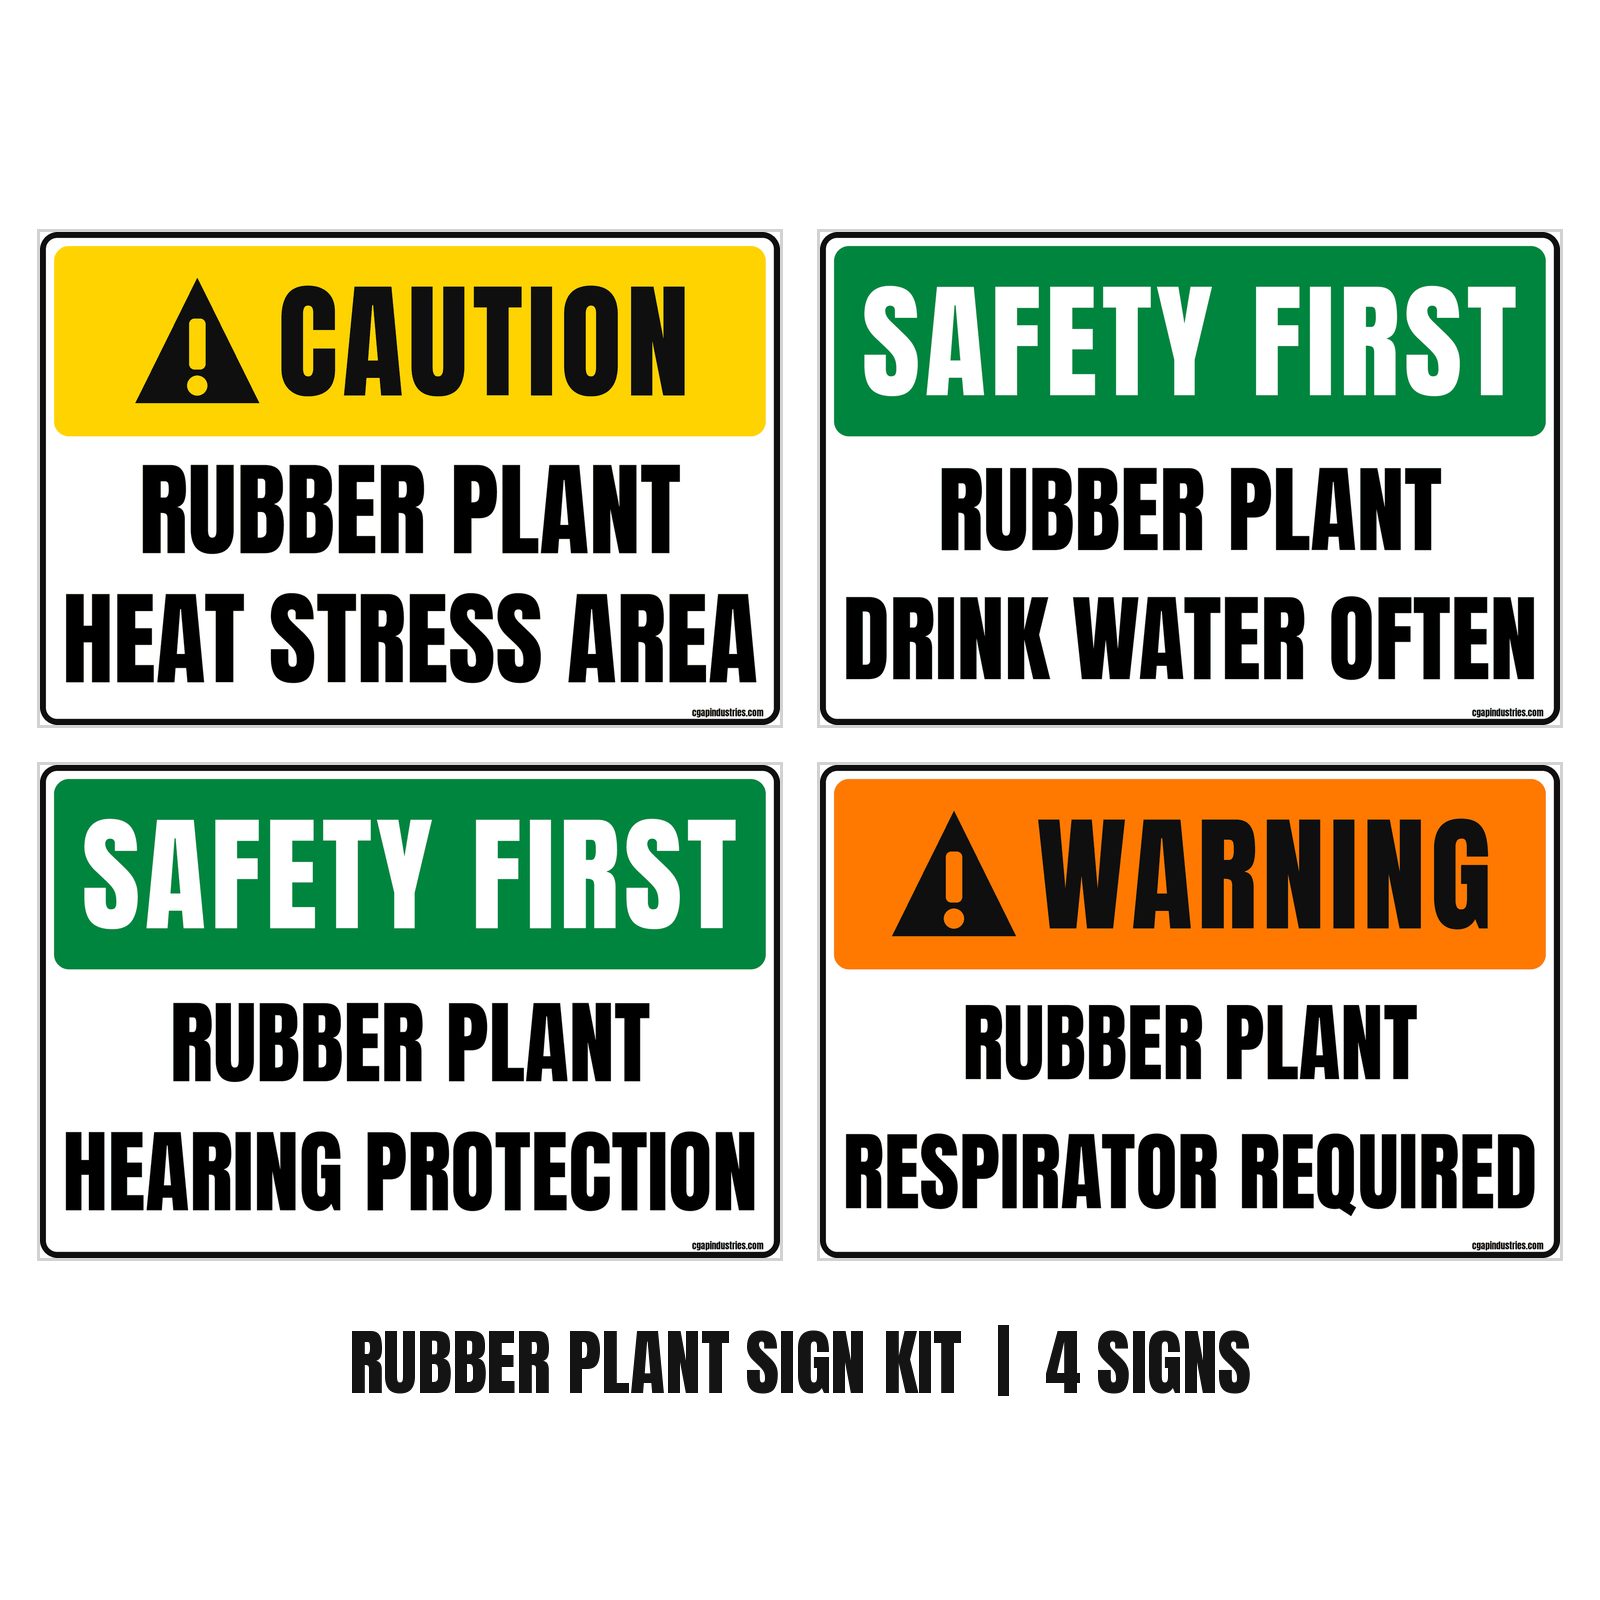 CAUTION
RUBBER PLANT
HEAT STRESS AREA
cgapindustries.com
SAFETY FIRST
RUBBER PLANT
DRINK WATER OFTEN
cgapindustries.com
SAFETY FIRST
RUBBER PLANT
HEARING PROTECTION
cgapindustries.com
WARNING
RUBBER PLANT
RESPIRATOR REQUIRED
cgapindustries.com
RUBBER PLANT SIGN KIT | 4 SIGNS